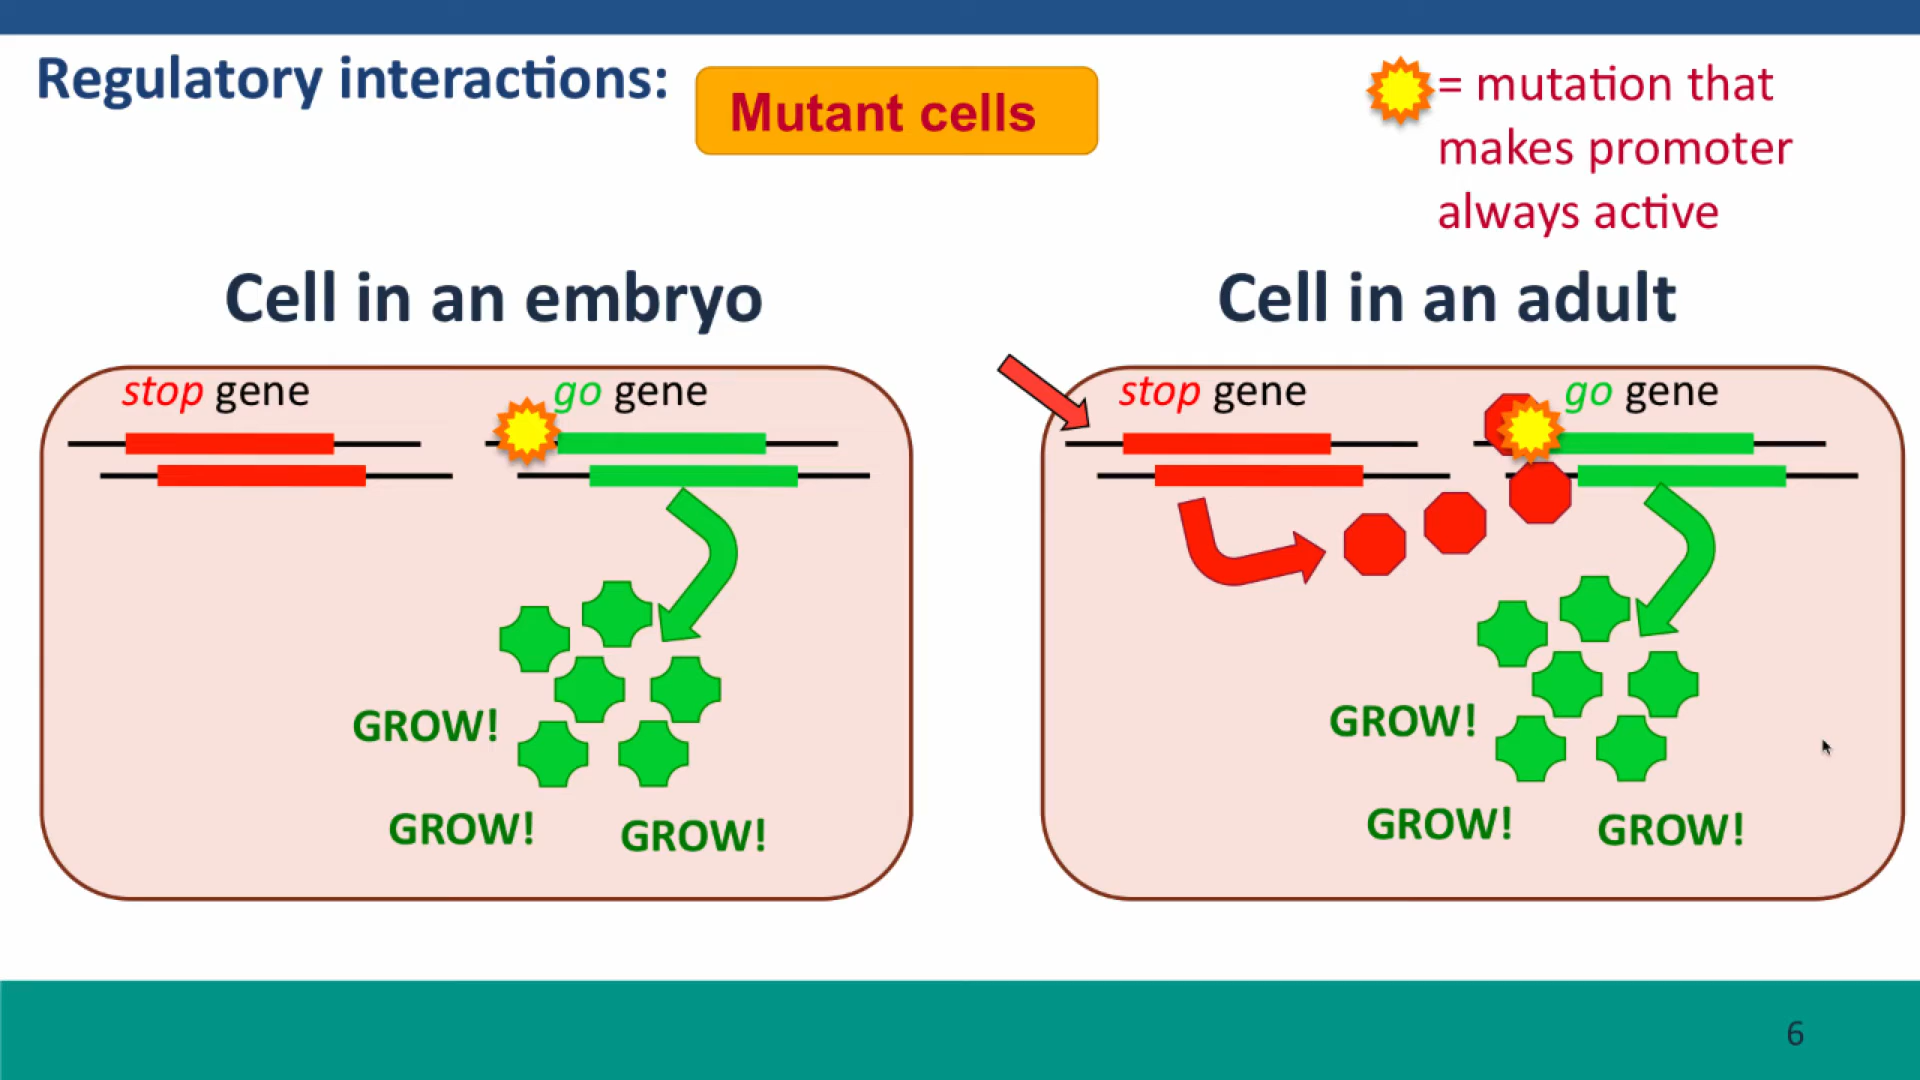 Regulatory interactions:
Mutant cells
= mutation that
makes promoter
always active
Cell in an embryo
Cell in an adult
stop gene
go gene
GROW!
GROW!
GROW!
stop gene
go gene
GROW!
GROW!
GROW!
6